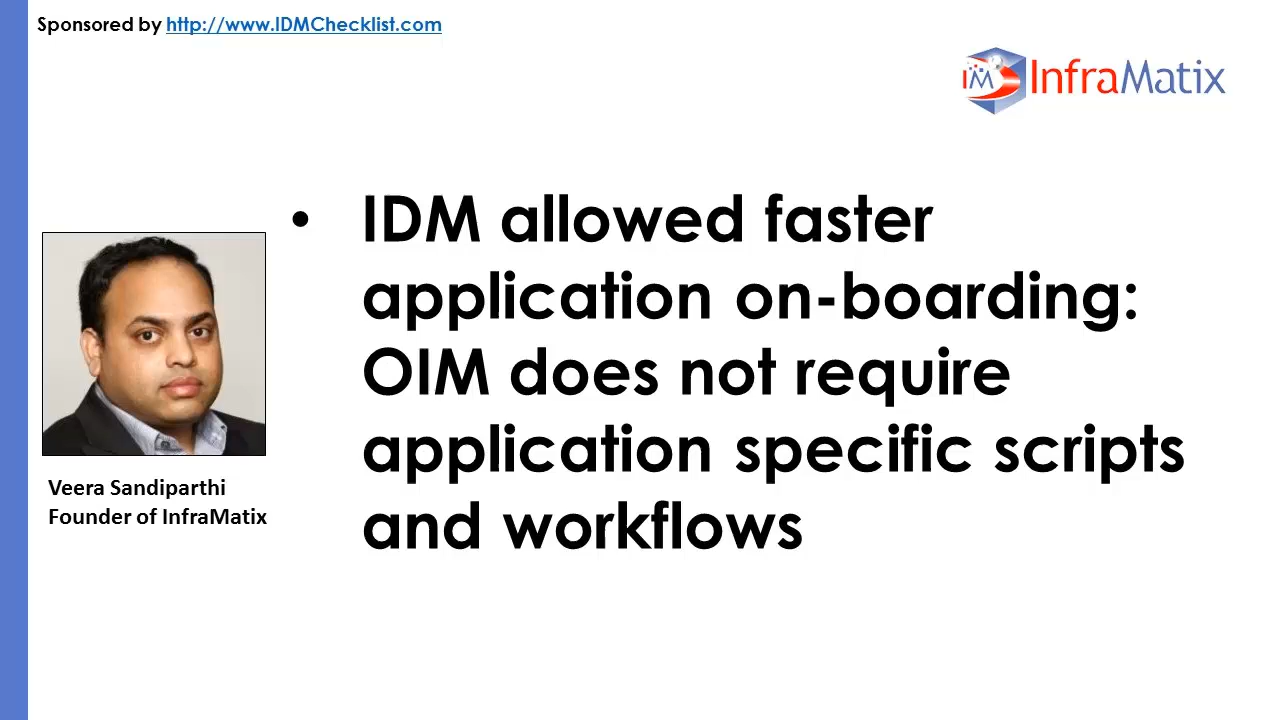 Sponsored by http://www.IDMChecklist.com
IM InfraMatix
• IDM allowed faster
application on-boarding:
OIM does not require
application specific scripts
and workflows
Veera Sandiparthi
Founder of InfraMatix